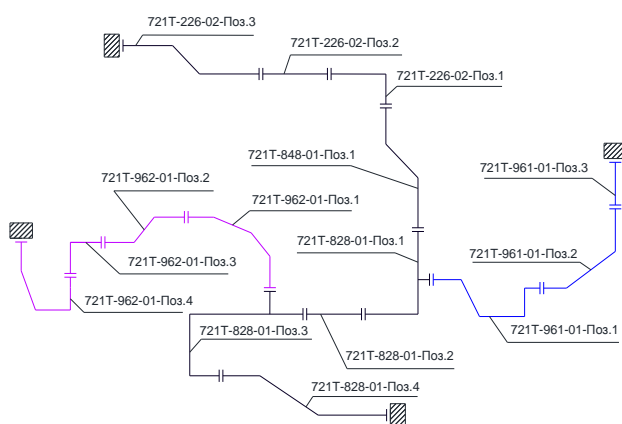 721Т-226-02-Поз.3
721Т-226-02-Поз.2
721Т-226-02-Поз.1
721Т-848-01-Поз.1
721Т-961-01-Поз.3
721Т-962-01-Поз.2
721Т-962-01-Поз.1
721Т-828-01-Поз.1
721Т-961-01-Поз.2
721Т-962-01-Поз.3
721Т-962-01-Поз.4
721Т-828-01-Поз.3
721Т-961-01-Поз.1
721Т-828-01-Поз.2
721Т-828-01-Поз.4